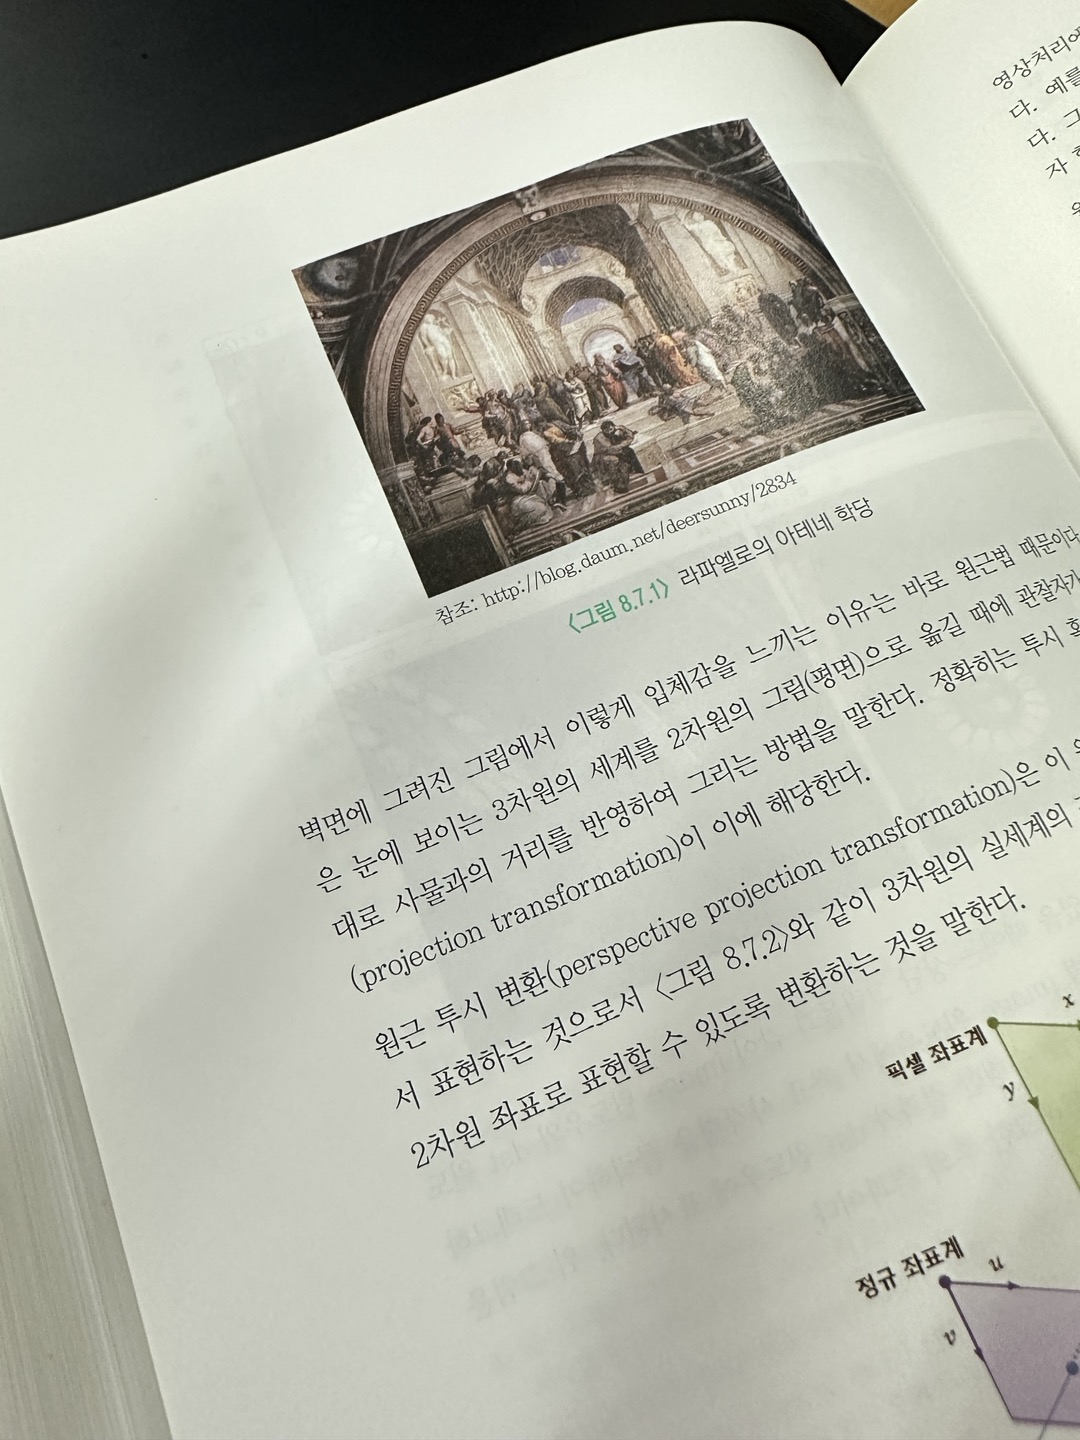 참조: http://blog.daum.net/deersunny/2834
〈그림 8.7.1〉 라파엘로의 아테네 학당
벽면에 그려진 그림에서 이렇게 입체감을 느끼는 이유는 바로 원근법 때문이다
은 눈에 보이는 3차원의 세계를 2차원의 그림(평면)으로 옮길 때에 관찰자가
대로 사물과의 거리를 반영하여 그리는 방법을 말한다. 정확히는 투시
(projection transformation)이 이에 해당한다.
원근 투시 변환(perspective projection transformation)은 이
서 표현하는 것으로서 〈그림 8.7.2〉와 같이 3차원의 실세계의
2차원 좌표로 표현할 수 있도록 변환하는 것을 말한다.
픽셀 좌표계
x
y
정규 좌표계
u
v
영상처리에
다. 예를
다. 그
자